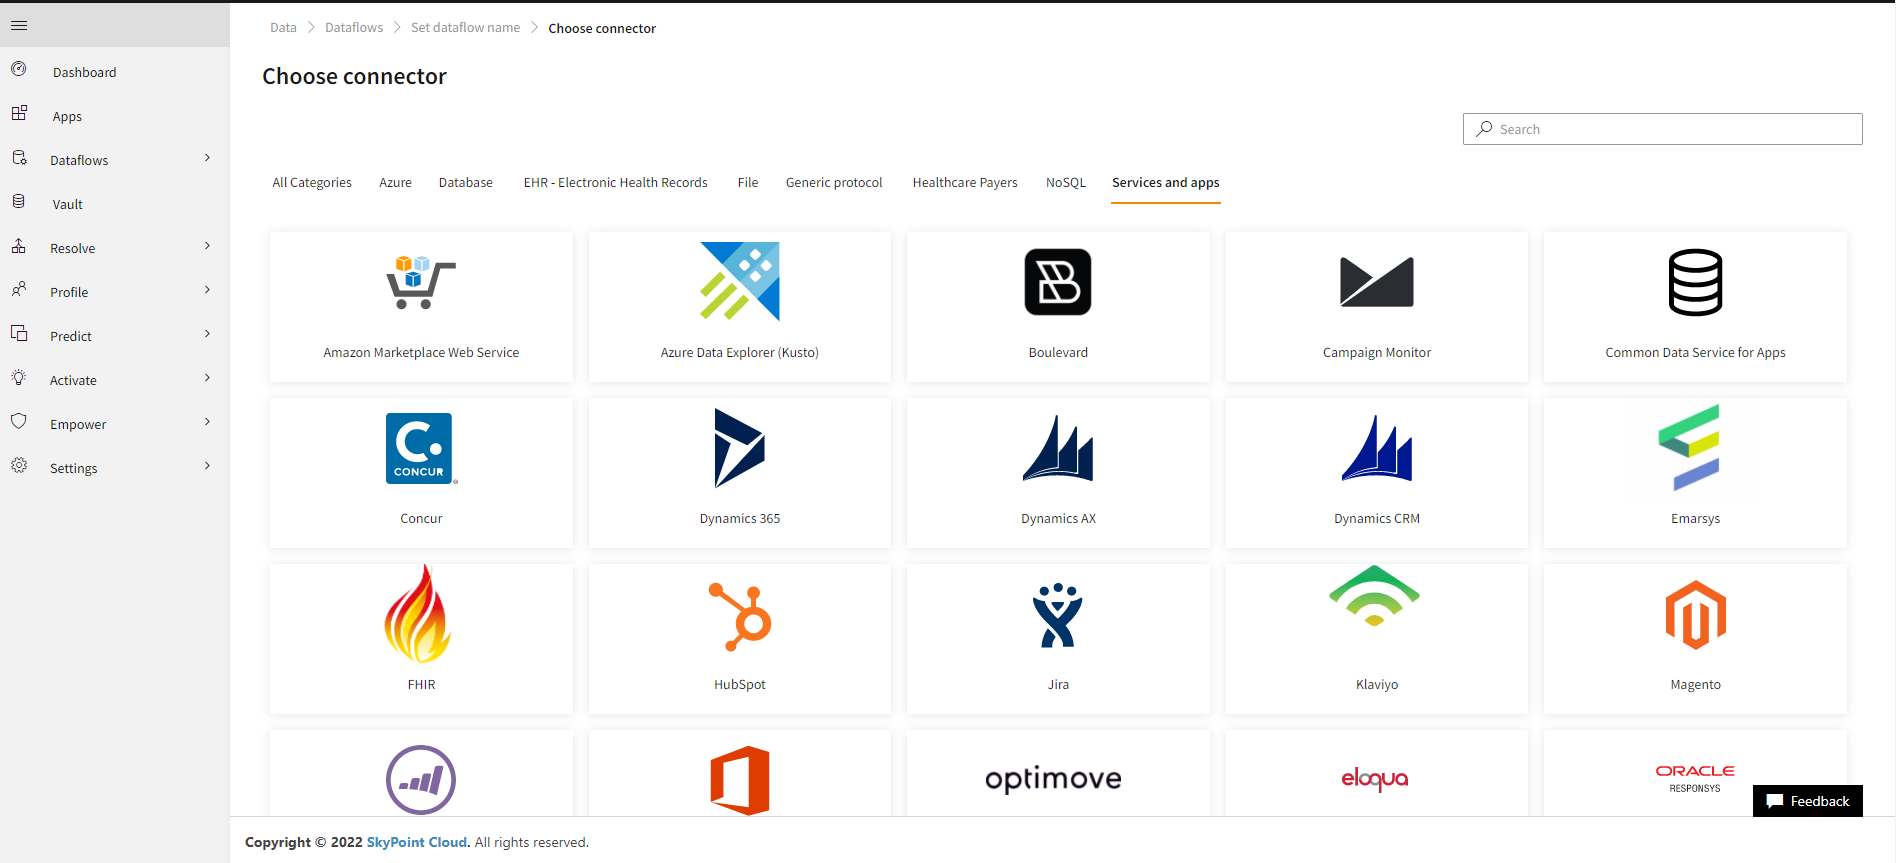 Data > Dataflows > Set dataflow name > Choose connector
Choose connector
Search
Dashboard
Apps
Dataflows
Vault
Resolve
Profile
Predict
Activate
Empower
Settings
All Categories Azure Database EHR - Electronic Health Records File Generic protocol Healthcare Payers NoSQL Services and apps
Amazon Marketplace Web Service
Azure Data Explorer (Kusto)
Boulevard
Campaign Monitor
Common Data Service for Apps
C.
CONCUR
Concur
Dynamics 365
Dynamics AX
Dynamics CRM
Emarsys
FHIR
HubSpot
Jira
Klaviyo
Magento
optimove
eloqua
ORACLE
RESPONSYS
Feedback
Copyright © 2022 SkyPoint Cloud. All rights reserved.